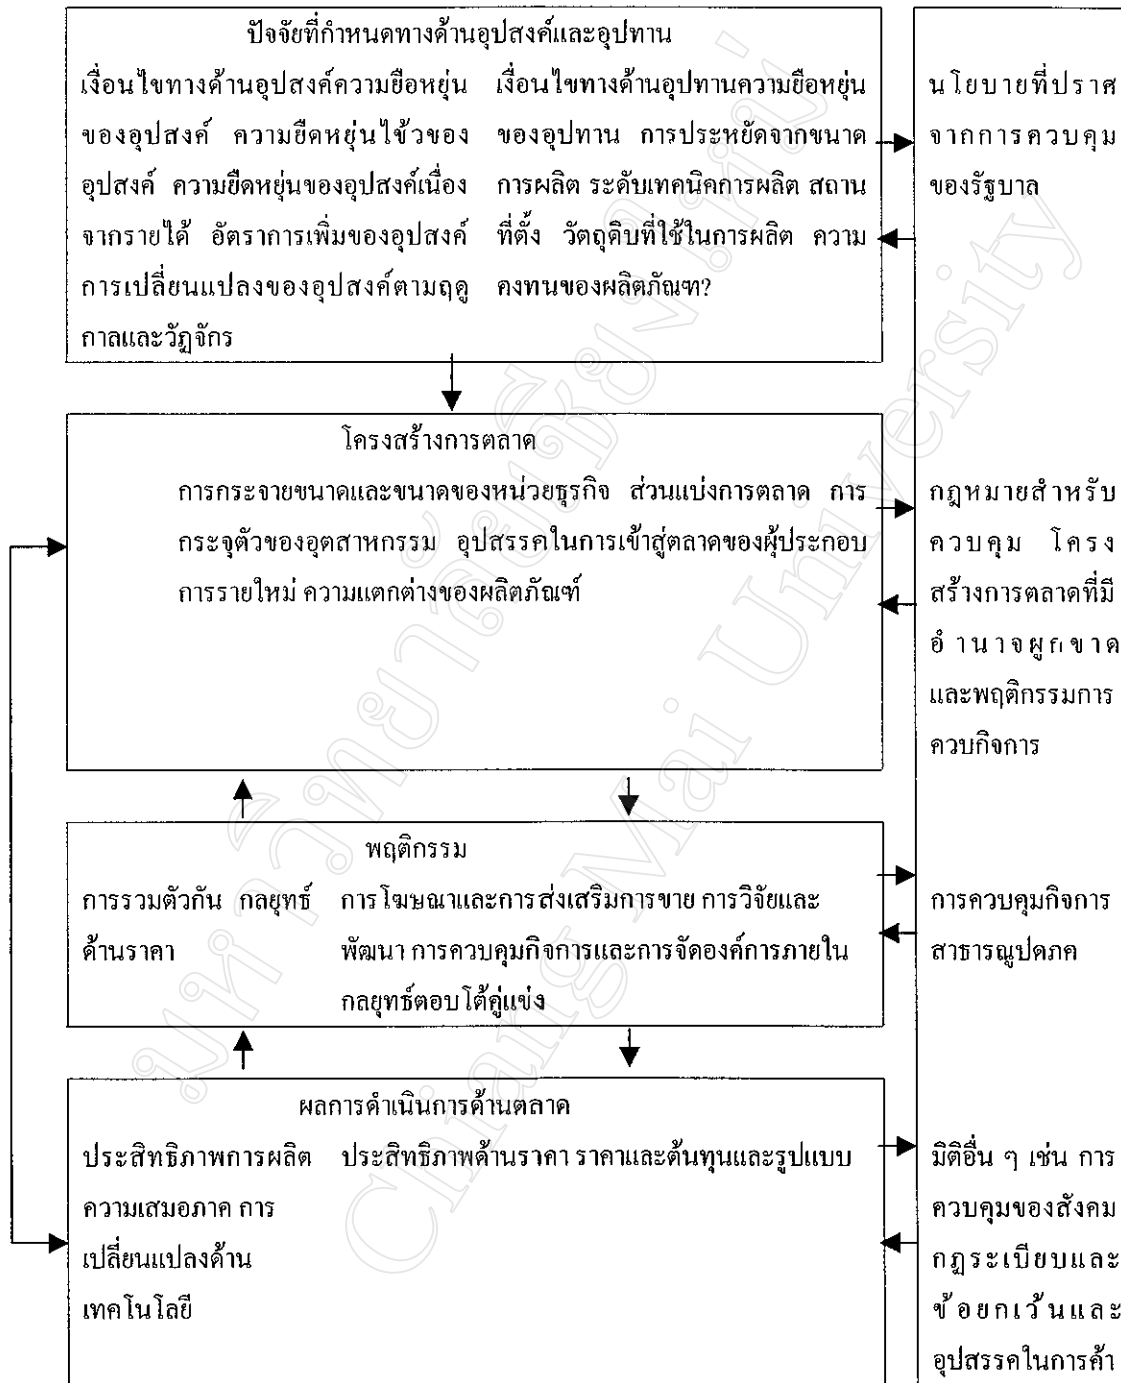 ปัจจัยที่กำหนดทางด้านอุปสงค์และอุปทาน
เงื่อนไขทางด้านอุปสงค์ความยือหยุ่น
ของอุปสงค์ ความยืดหยุ่นไข้วของ
อุปสงค์ ความยืดหยุ่นของอุปสงค์เนื่อง
จากรายได้ อัตราการเพิ่มของอุปสงค์
การเปลี่ยนแปลงของอุปสงค์ตามฤดู
กาลและวัฏจักร
เงื่อนไขทางด้านอุปทานความยือหยุ่น
ของอุปทาน การประหยัดจากขนาด
การผลิต ระดับเทคนิคการผลิต สถาน
ที่ตั้ง วัตถุดิบที่ใช้ในการผลิต ความ
คงทนของผลิตภัณฑ?
นโยบายที่ปราศ
จากการควบคุม
ของรัฐบาล
โครงสร้างการตลาด
การกระจายขนาดและขนาดของหน่วยธุรกิจ ส่วนแบ่งการตลาด การ
กระจุตัวของอุตสาหกรรม อุปสรรคในการเข้าสู่ตลาดของผู้ประกอบ
การรายใหม่ ความแตกต่างของผลิตภัณฑ์
กฎหมายสำหรับ
ควบคุม โครง
สร้างการตลาดที่มี
อำนาจผูกขาด
และพฤติกรรมการ
ควบกิจการ
พฤติกรรม
การรวมตัวกัน กลยุทธ์
ด้านราคา
การโฆษณาและการส่งเสริมการขาย การวิจัยและ
พัฒนา การควบคุมกิจการและการจัดองค์การภายใน
กลยุทธ์ตอบโต้คู่แข่ง
การควบคุมกิจการ
สาธารณูปดภค
ผลการดำเนินการด้านตลาด
ประสิทธิภาพการผลิต
ความเสมอภาค การ
เปลี่ยนแปลงด้าน
เทคโนโลยี
ประสิทธิภาพด้านราคา ราคาและต้นทุนและรูปแบบ
มิติอื่น ๆ เช่น การ
ควบคุมของสังคม
กฎระเบียบและ
ข้อยกเว้นและ
อุปสรรคในการค้า
มหาวิทยาลัยเชียงใหม่
Chiang Mai University